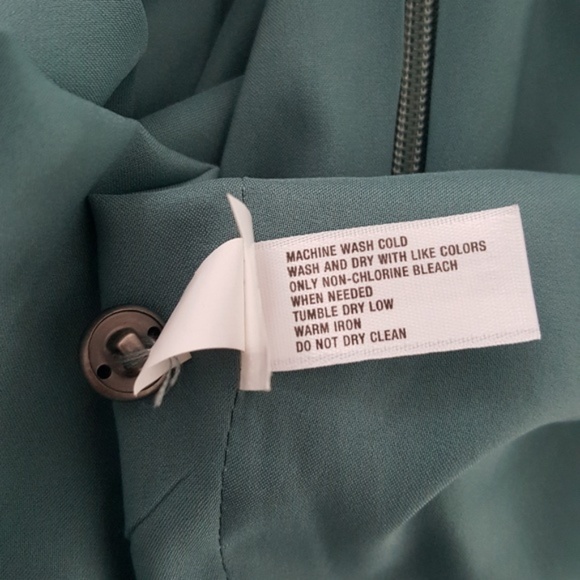 MACHINE WASH COLD
WASH AND DRY WITH LIKE COLORS
ONLY NON-CHLORINE BLEACH
WHEN NEEDED
TUMBLE DRY LOW
WARM IRON
DO NOT DRY CLEAN